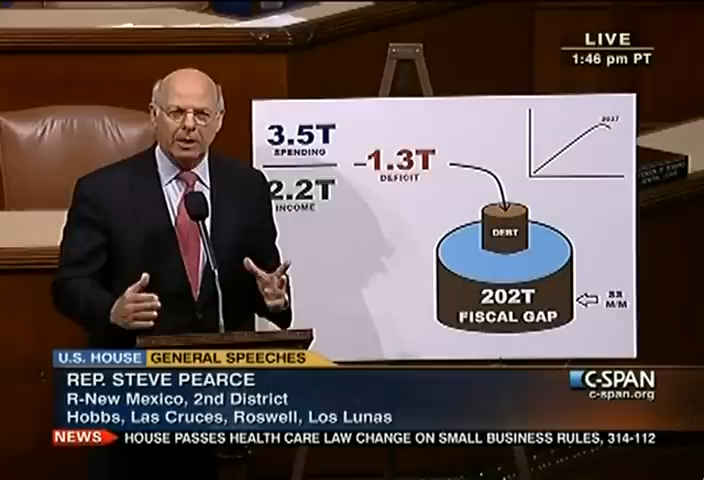 LIVE
1:46 pm PT
3.5T
SPENDING
2.2T
INCOME
–1.3T
DEFICIT
2037
DEBT
202T
FISCAL GAP
SS
M/M
U.S. HOUSE GENERAL SPEECHES
REP. STEVE PEARCE
R-New Mexico, 2nd District
Hobbs, Las Cruces, Roswell, Los Lunas
C-SPAN
c-span.org
NEWS HOUSE PASSES HEALTH CARE LAW CHANGE ON SMALL BUSINESS RULES, 314-112